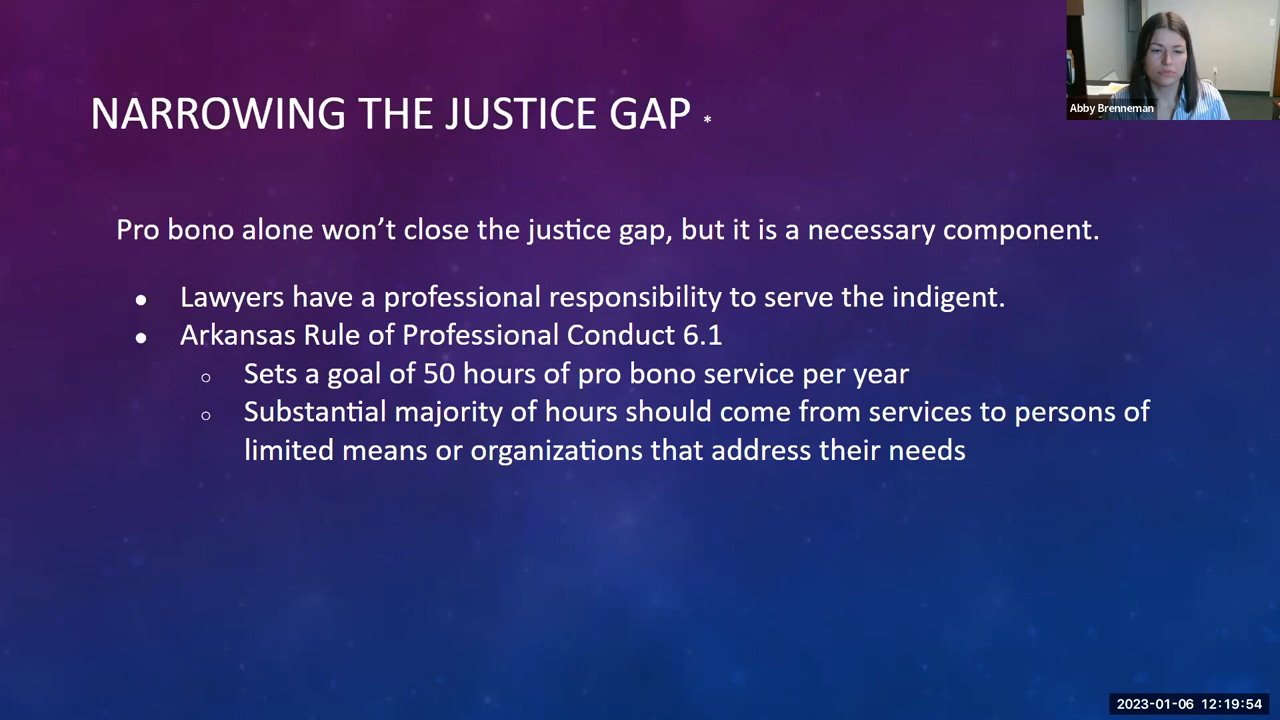 NARROWING THE JUSTICE GAP *
Abby Brenneman
Pro bono alone won’t close the justice gap, but it is a necessary component.
● Lawyers have a professional responsibility to serve the indigent.
● Arkansas Rule of Professional Conduct 6.1
○ Sets a goal of 50 hours of pro bono service per year
○ Substantial majority of hours should come from services to persons of
limited means or organizations that address their needs
2023-01-06 12:19:54